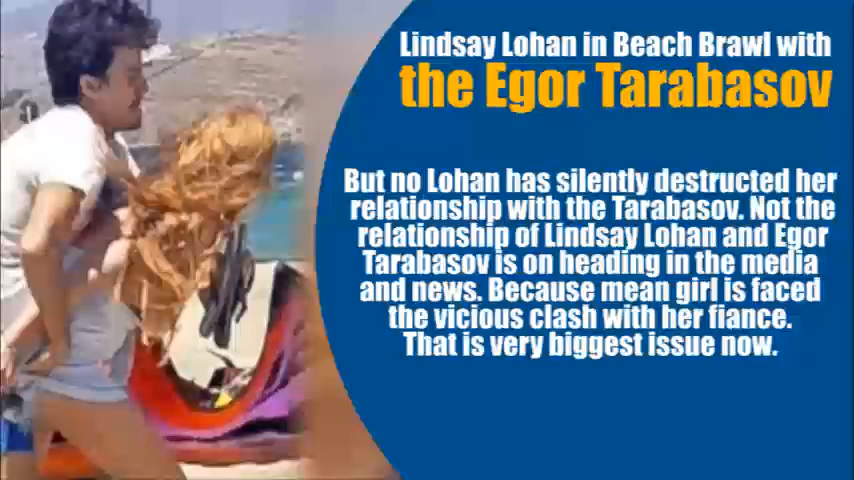 Lindsay Lohan in Beach Brawl with
the Egor Tarabasov
But no Lohan has silently destructed her
relationship with the Tarabasov. Not the
relationship of Lindsay Lohan and Egor
Tarabasov is on heading in the media
and news. Because mean girl is faced
the vicious clash with her fiance.
That is very biggest issue now.